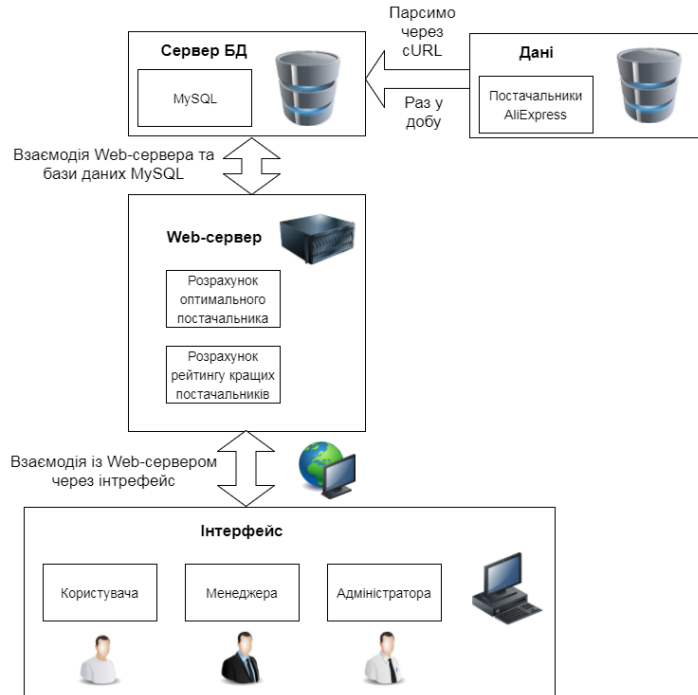 Парсимо
через
cURL
Сервер БД
MySQL
Дані
Постачальники
AliExpress
Раз у
добу
Взаємодія Web-сервера та
бази даних MySQL
Web-сервер
Розрахунок
оптимального
постачальника
Розрахунок
рейтингу кращих
постачальників
Взаємодія із Web-сервером
через інтрефейс
Інтерфейс
Користувача
Менеджера
Адміністратора